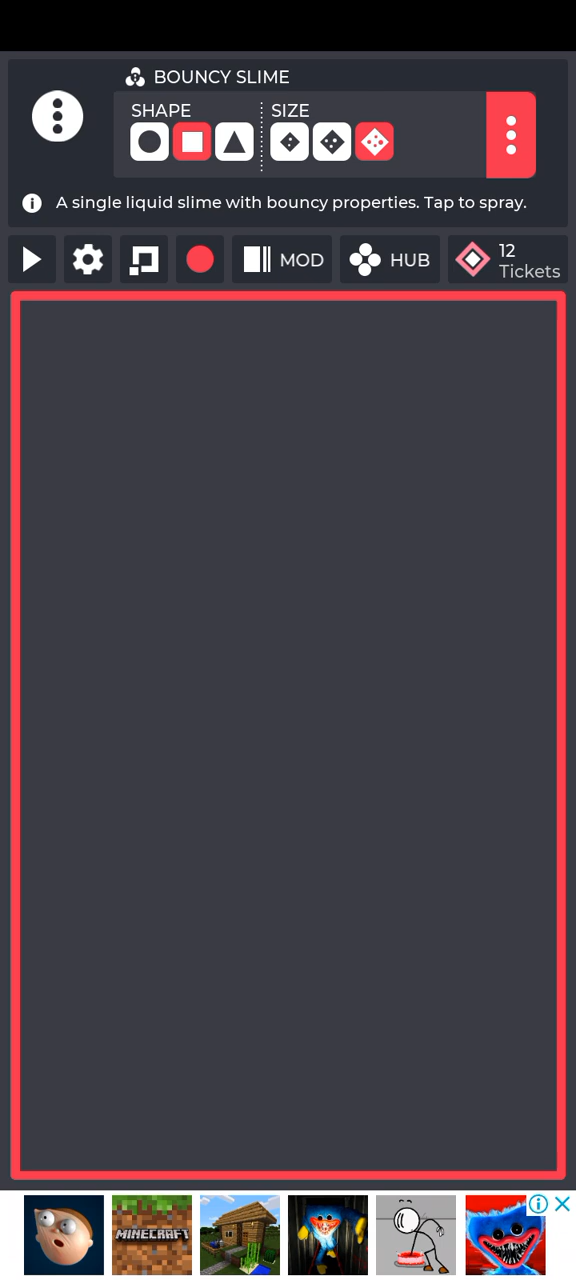 BOUNCY SLIME
SHAPE SIZE
A single liquid slime with bouncy properties. Tap to spray.
MOD HUB 12 Tickets
MINECRAFT